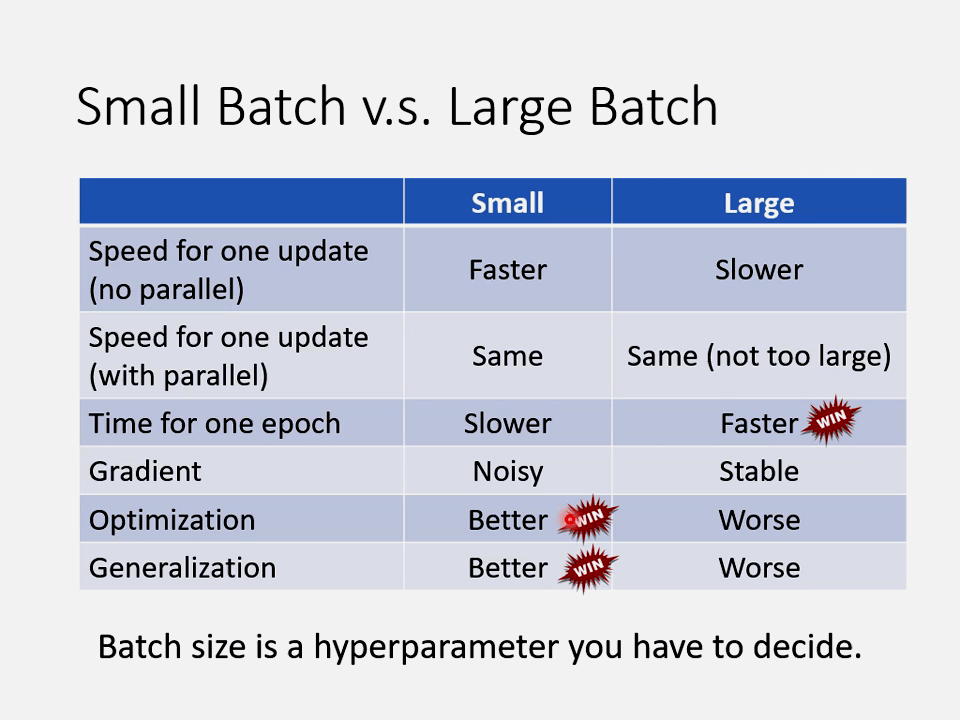 Small Batch v.s. Large Batch
Small Large
Speed for one update
(no parallel) Faster Slower
Speed for one update
(with parallel) Same Same (not too large)
Time for one epoch Slower Faster WIN
Gradient Noisy Stable
Optimization Better WIN Worse
Generalization Better WIN Worse
Batch size is a hyperparameter you have to decide.